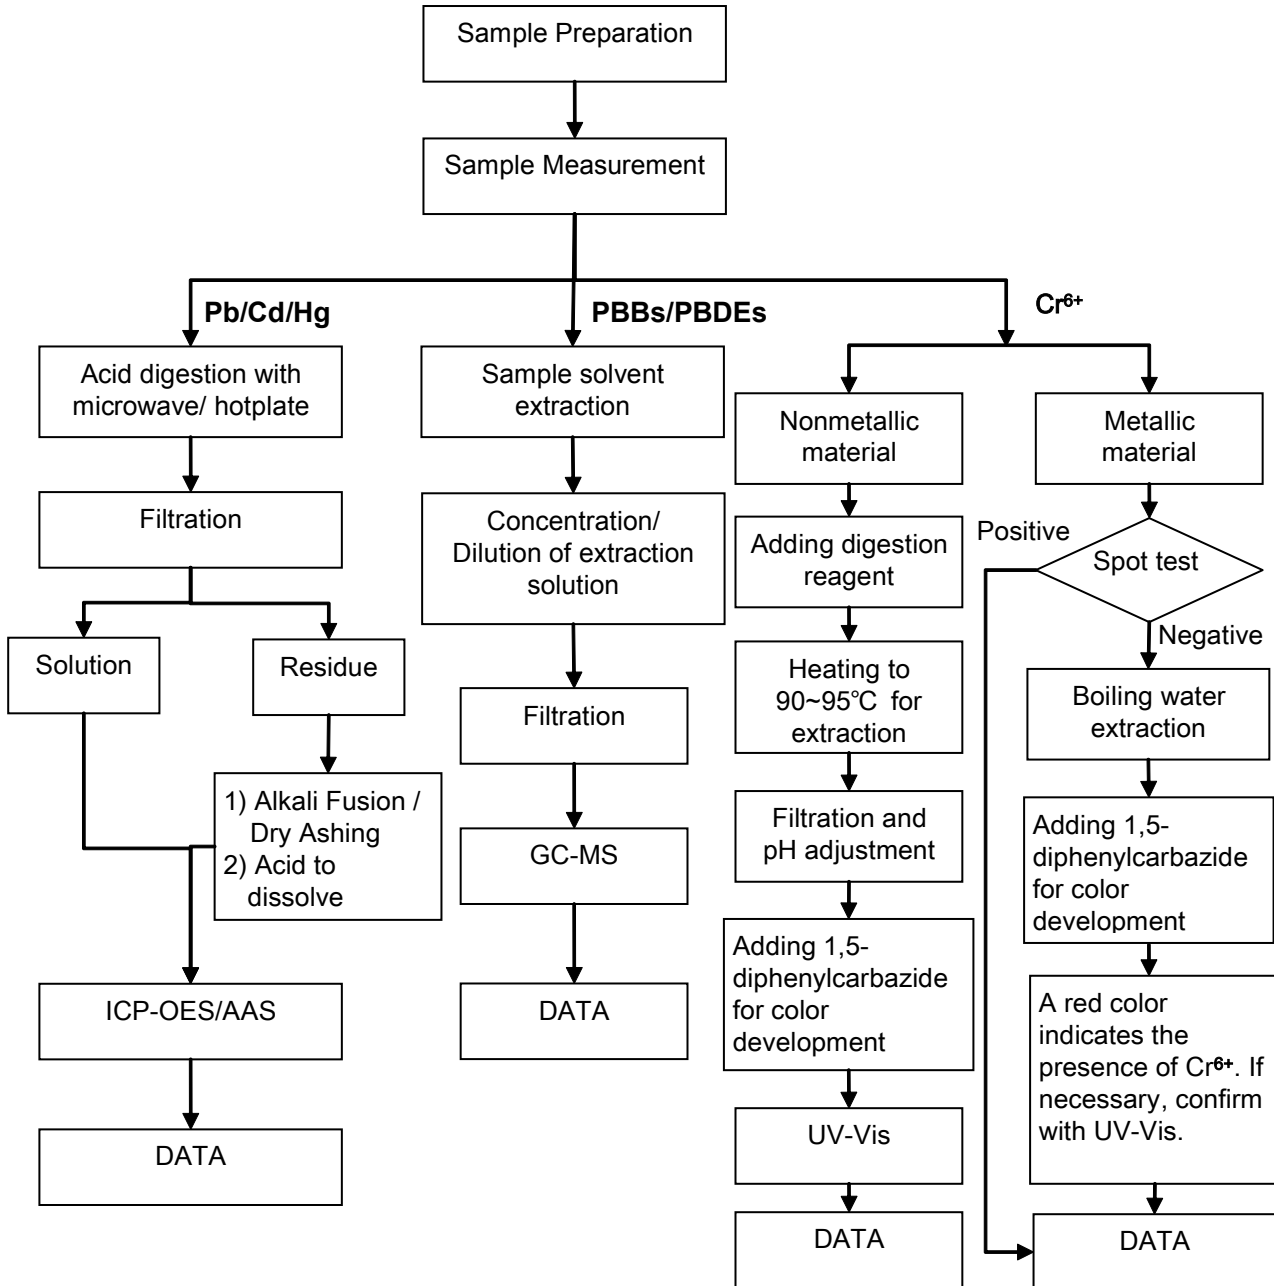 Sample Preparation
Sample Measurement
Pb/Cd/Hg
PBBs/PBDEs
Cr⁶⁺
Acid digestion with
microwave/ hotplate
Filtration
Solution
Residue
1) Alkali Fusion /
Dry Ashing
2) Acid to
dissolve
ICP-OES/AAS
DATA
Sample solvent
extraction
Concentration/
Dilution of extraction
solution
Filtration
GC-MS
DATA
Nonmetallic
material
Adding digestion
reagent
Heating to
90~95℃ for
extraction
Filtration and
pH adjustment
Adding 1,5-
diphenylcarbazide
for color
development
UV-Vis
DATA
Metallic
material
Positive
Spot test
Negative
Boiling water
extraction
Adding 1,5-
diphenylcarbazide
for color
development
A red color
indicates the
presence of Cr⁶⁺. If
necessary, confirm
with UV-Vis.
DATA